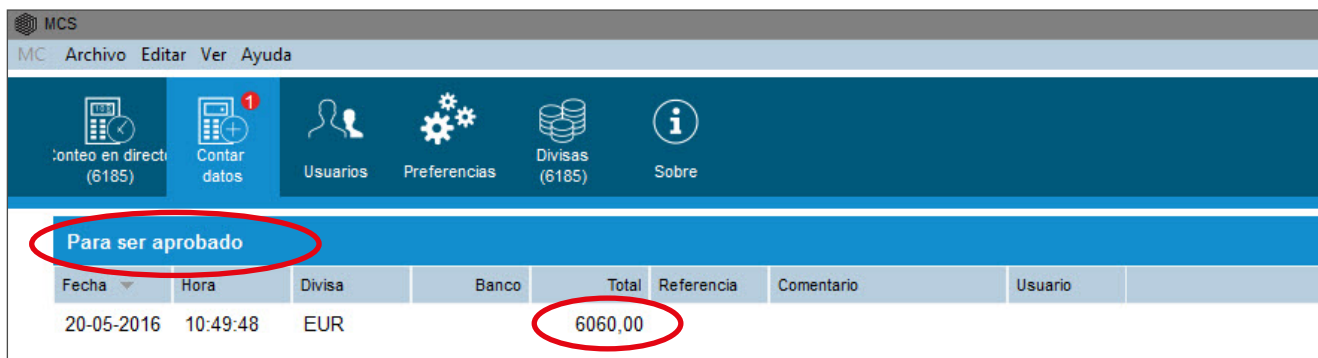 MCS
MC Archivo Editar Ver Ayuda
1
:onteo en directo
(6185)
Contar
datos
Usuarios
Preferencias
Divisas
(6185)
Sobre
Para ser aprobado
Fecha Hora Divisa Banco Total Referencia Comentario Usuario
20-05-2016 10:49:48 EUR 6060,00